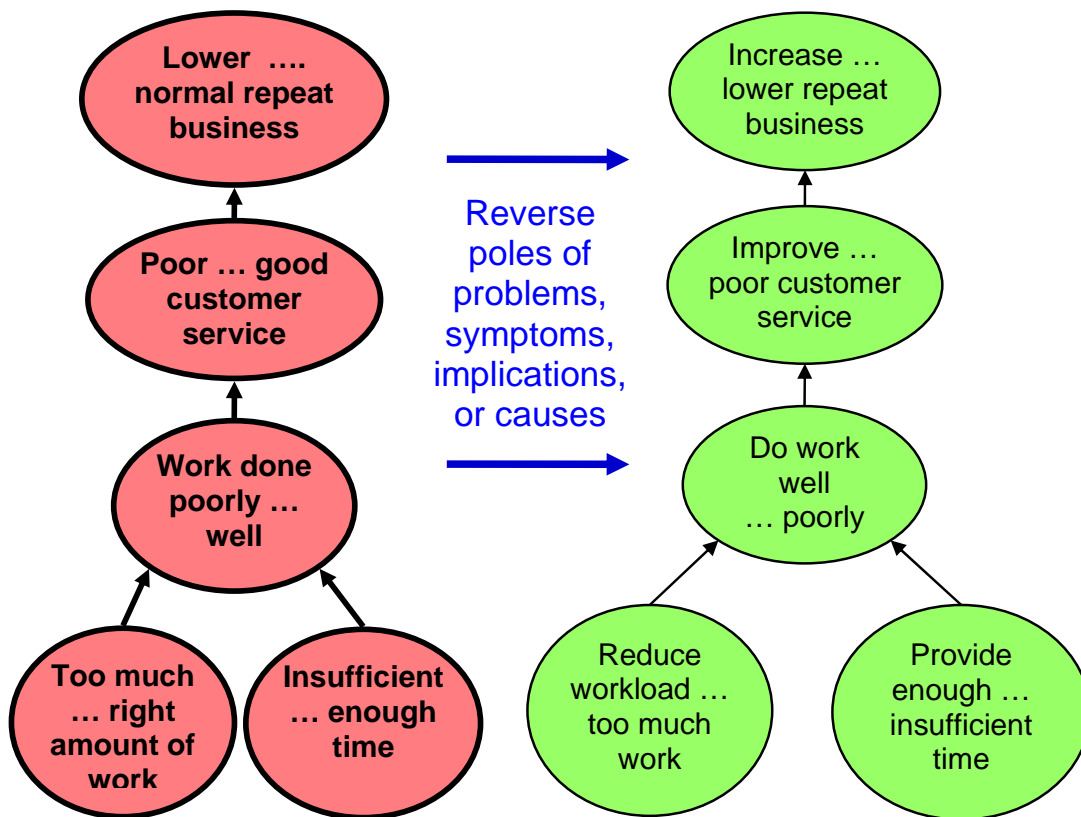 Lower ….
normal repeat
business
Increase …
lower repeat
business
Reverse
poles of
problems,
symptoms,
implications,
or causes
Poor … good
customer
service
Improve …
poor customer
service
Work done
poorly …
well
Do work
well
… poorly
Too much
… right
amount of
work
Insufficient
… enough
time
Reduce
workload …
too much
work
Provide
enough …
insufficient
time